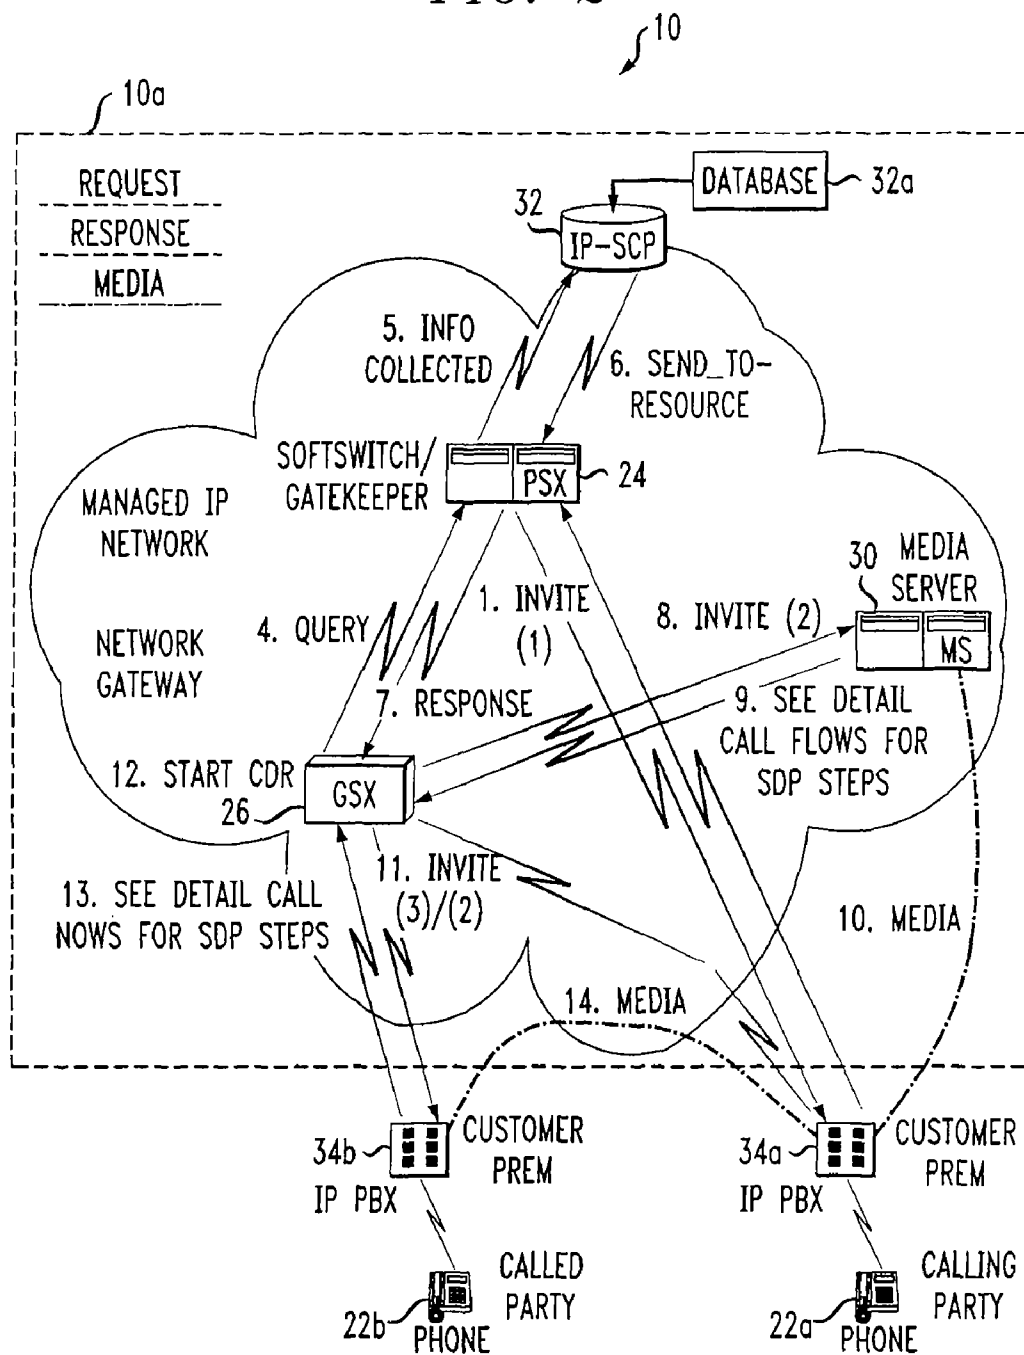 FIG. 2
10
10a
REQUEST
RESPONSE
MEDIA
DATABASE
32a
32
IP-SCP
5. INFO
COLLECTED
6. SEND_TO-
RESOURCE
SOFTSWITCH/
GATEKEEPER
PSX
24
MANAGED IP
NETWORK
NETWORK
GATEWAY
4. QUERY
1. INVITE
(1)
7. RESPONSE
30
MEDIA
SERVER
MS
8. INVITE (2)
9. SEE DETAIL
CALL FLOWS FOR
SDP STEPS
12. START CDR
26
GSX
11. INVITE
(3)/(2)
13. SEE DETAIL CALL
NOWS FOR SDP STEPS
10. MEDIA
14. MEDIA
34b
CUSTOMER
PREM
IP PBX
34a
CUSTOMER
PREM
IP PBX
CALLED
PARTY
22b
PHONE
CALLING
PARTY
22a
PHONE